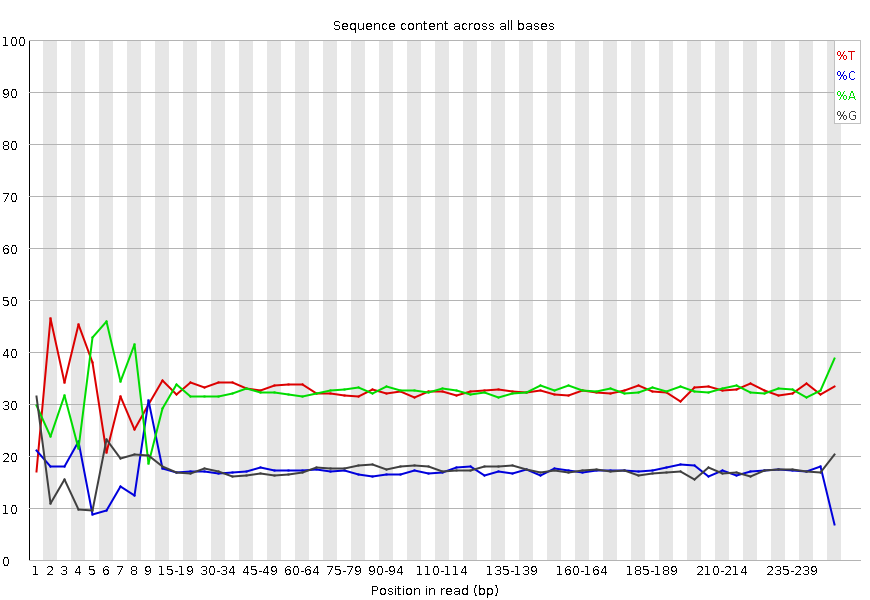 Sequence content across all bases
100
90
80
70
60
50
40
30
20
10
0
%T
%C
%A
%G
1 2 3 4 5 6 7 8 9 15-19 30-34 45-49 60-64 75-79 90-94 110-114 135-139 160-164 185-189 210-214 235-239
Position in read (bp)